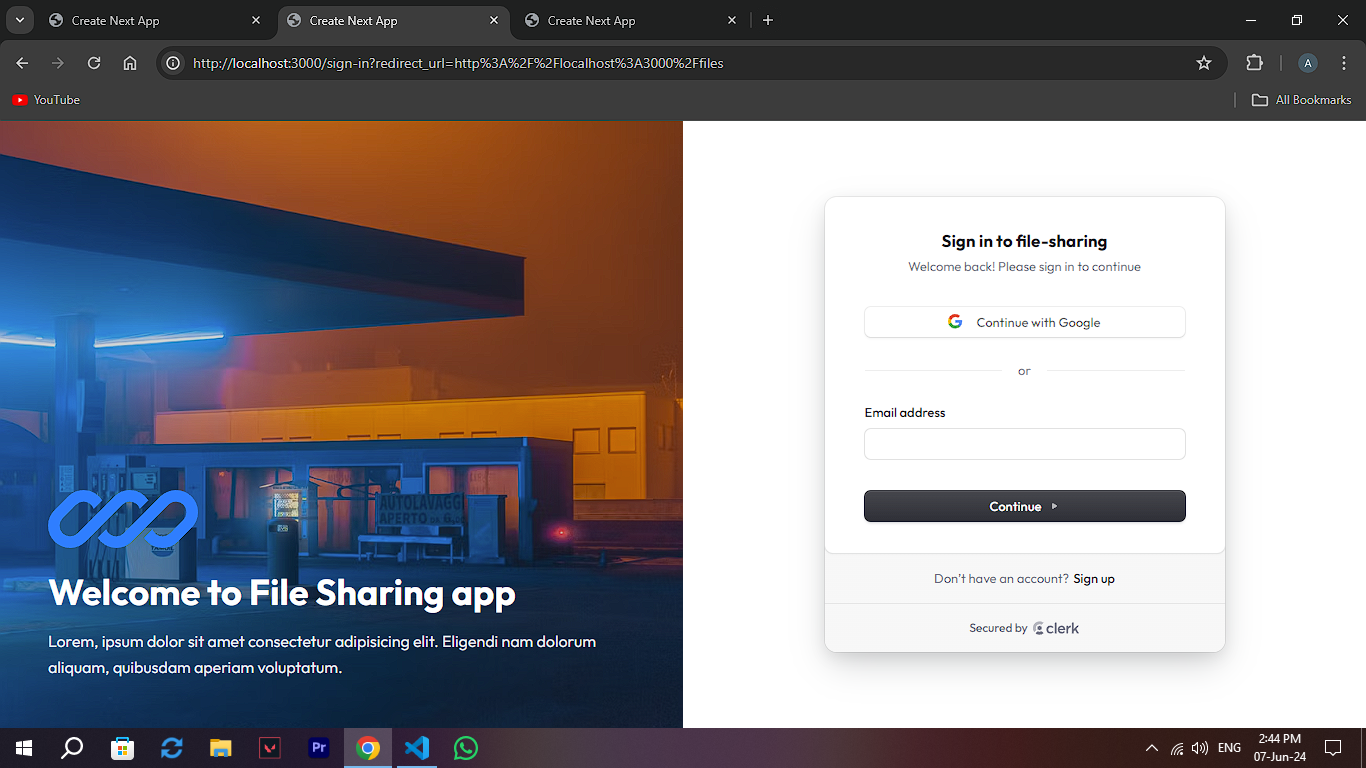 Create Next App
Create Next App
Create Next App
http://localhost:3000/sign-in?redirect_url=http%3A%2F%2Flocalhost%3A3000%2Ffiles
A
YouTube
All Bookmarks
AUTOLAVAGGI
APERTO
Welcome to File Sharing app
Lorem, ipsum dolor sit amet consectetur adipisicing elit. Eligendi nam dolorum
aliquam, quibusdam aperiam voluptatum.
Sign in to file-sharing
Welcome back! Please sign in to continue
Continue with Google
or
Email address
Continue
Don't have an account? Sign up
Secured by clerk
Pr
ENG
2:44 PM
07-Jun-24